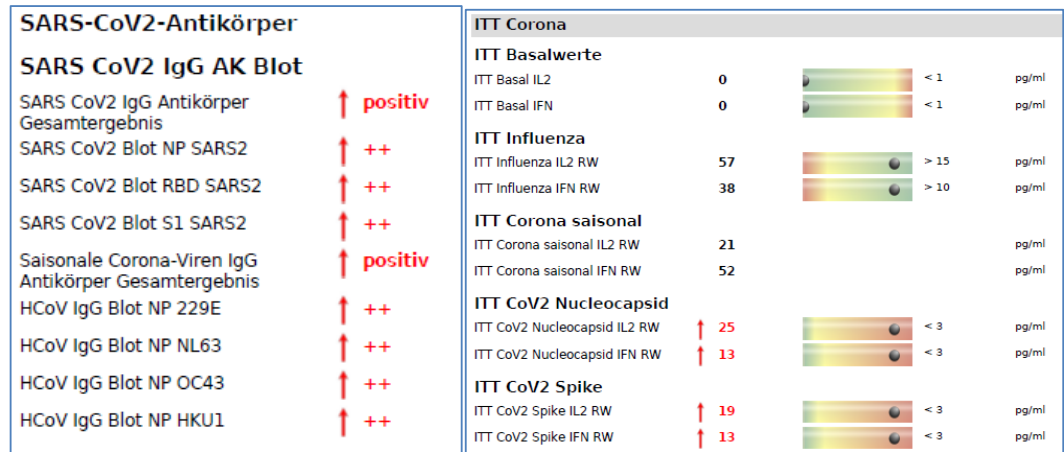 SARS-CoV2-Antikörper
SARS CoV2 IgG AK Blot
SARS CoV2 IgG Antikörper positiv
Gesamtergebnis
SARS CoV2 Blot NP SARS2 ++
SARS CoV2 Blot RBD SARS2 ++
SARS CoV2 Blot S1 SARS2 ++
Saisonale Corona-Viren IgG positiv
Antikörper Gesamtergebnis
HCoV IgG Blot NP 229E ++
HCoV IgG Blot NP NL63 ++
HCoV IgG Blot NP OC43 ++
HCoV IgG Blot NP HKU1 ++
ITT Corona
ITT Basalwerte
ITT Basal IL2 0 < 1 pg/ml
ITT Basal IFN 0 < 1 pg/ml
ITT Influenza
ITT Influenza IL2 RW 57 > 15 pg/ml
ITT Influenza IFN RW 38 > 10 pg/ml
ITT Corona saisonal
ITT Corona saisonal IL2 RW 21 pg/ml
ITT Corona saisonal IFN RW 52 pg/ml
ITT CoV2 Nucleocapsid
ITT CoV2 Nucleocapsid IL2 RW 25 < 3 pg/ml
ITT CoV2 Nucleocapsid IFN RW 13 < 3 pg/ml
ITT CoV2 Spike
ITT CoV2 Spike IL2 RW 19 < 3 pg/ml
ITT CoV2 Spike IFN RW 13 < 3 pg/ml